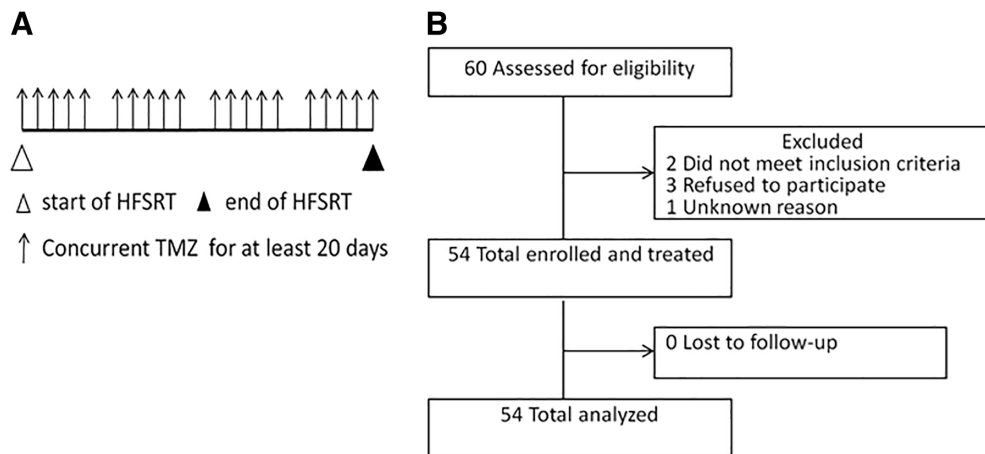 A
△ start of HFSRT ▲ end of HFSRT
↑ Concurrent TMZ for at least 20 days
B
60 Assessed for eligibility
Excluded
2 Did not meet inclusion criteria
3 Refused to participate
1 Unknown reason
54 Total enrolled and treated
0 Lost to follow-up
54 Total analyzed